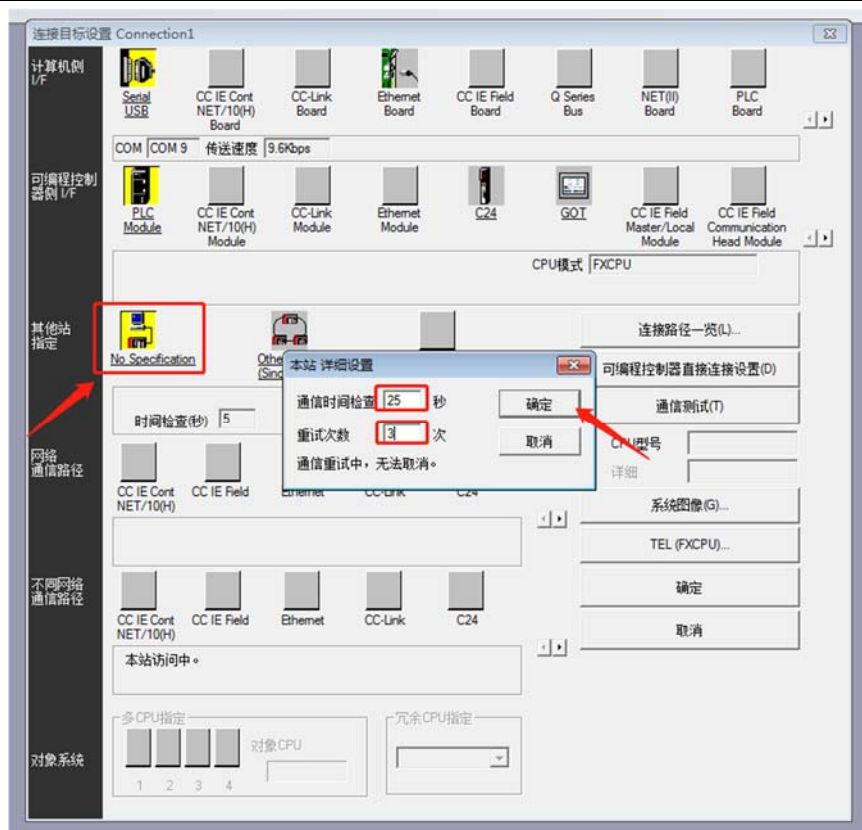 连接目标设置 Connection1
计算机侧
I/F
Serial
USB
CC IE Cont
NET/10(H)
Board
CC-Link
Board
Ethernet
Board
CC IE Field
Board
Q Series
Bus
NET(II)
Board
PLC
Board
COM COM 9 传送速度 9.6Kbps
可编程控制
器侧 I/F
PLC
Module
CC IE Cont
NET/10(H)
Module
CC-Link
Module
Ethernet
Module
C24
GOT
CC IE Field
Master/Local
Module
CC IE Field
Communication
Head Module
CPU模式 FXCPU
其他站
指定
No Specification
连接路径一览(L)...
可编程控制器直接连接设置(D)
通信测试(T)
本站 详细设置
通信时间检查 25 秒
重试次数 3 次
通信重试中，无法取消。
确定
取消
时间检查(秒) 5
CPU型号
详细
网络
通信路径
CC IE Cont
NET/10(H)
CC IE Field
Ethernet
CC-Link
C24
系统图像(G)...
TEL (FXCPU)...
确定
取消
不同网络
通信路径
CC IE Cont
NET/10(H)
CC IE Field
Ethernet
CC-Link
C24
本站访问中。
对象系统
多CPU指定
1 2 3 4
对象CPU
冗余CPU指定